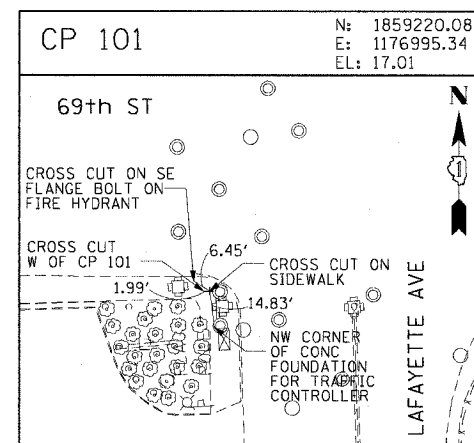 CP 101
N: 1859220.08
E: 1176995.34
EL: 17.01
69th ST
N
1
CROSS CUT ON SE
FLANGE BOLT ON
FIRE HYDRANT
CROSS CUT
W OF CP 101
6.45'
CROSS CUT ON
SIDEWALK
1.99'
14.83'
NW CORNER
OF CONC
FOUNDATION
FOR TRAFFIC
CONTROLLER
LAFAYETTE AVE